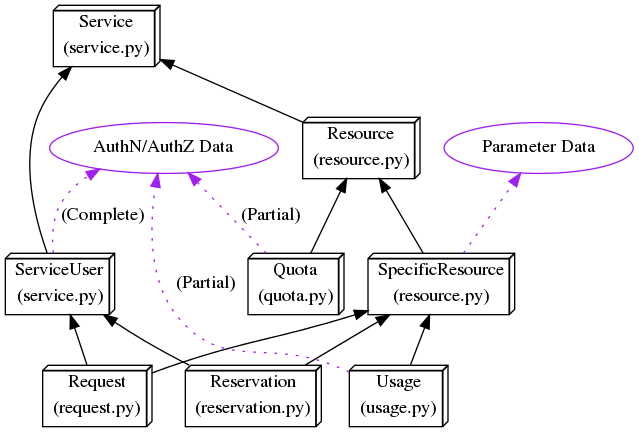 Service
(service.py)
AuthN/AuthZ Data
Resource
(resource.py)
Parameter Data
(Complete)
(Partial)
ServiceUser
(service.py)
(Partial)
Quota
(quota.py)
SpecificResource
(resource.py)
Request
(request.py)
Reservation
(reservation.py)
Usage
(usage.py)